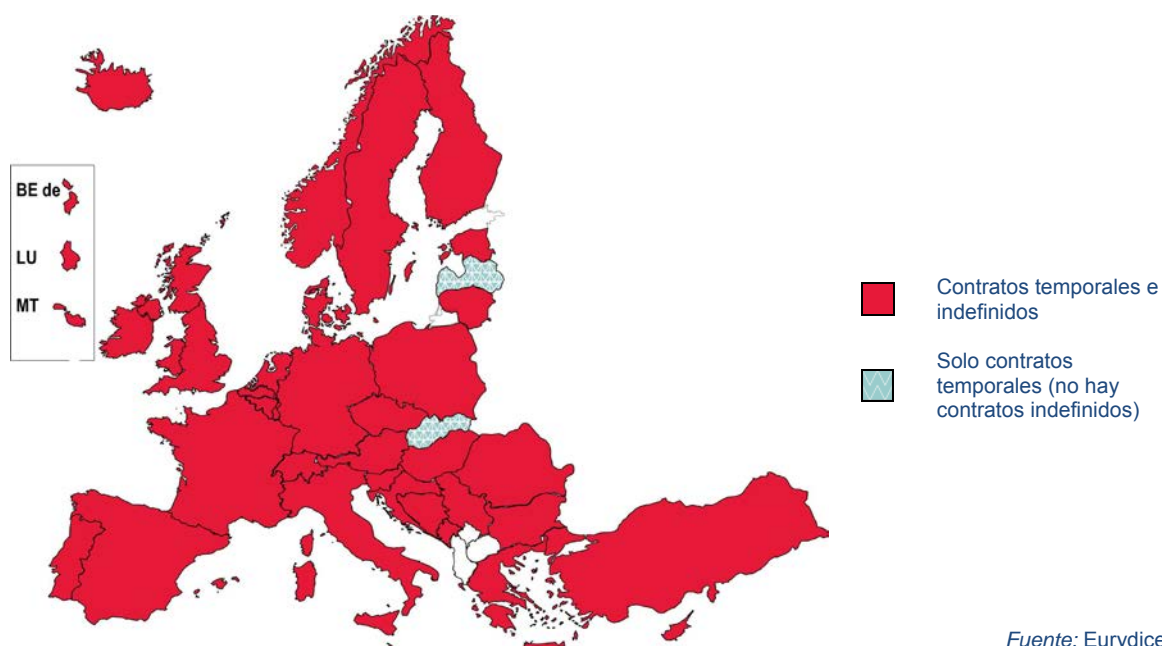 BE de
LU
MT
Contratos temporales e
indefinidos
Solo contratos
temporales (no hay
contratos indefinidos)
Fuente: Eurydice